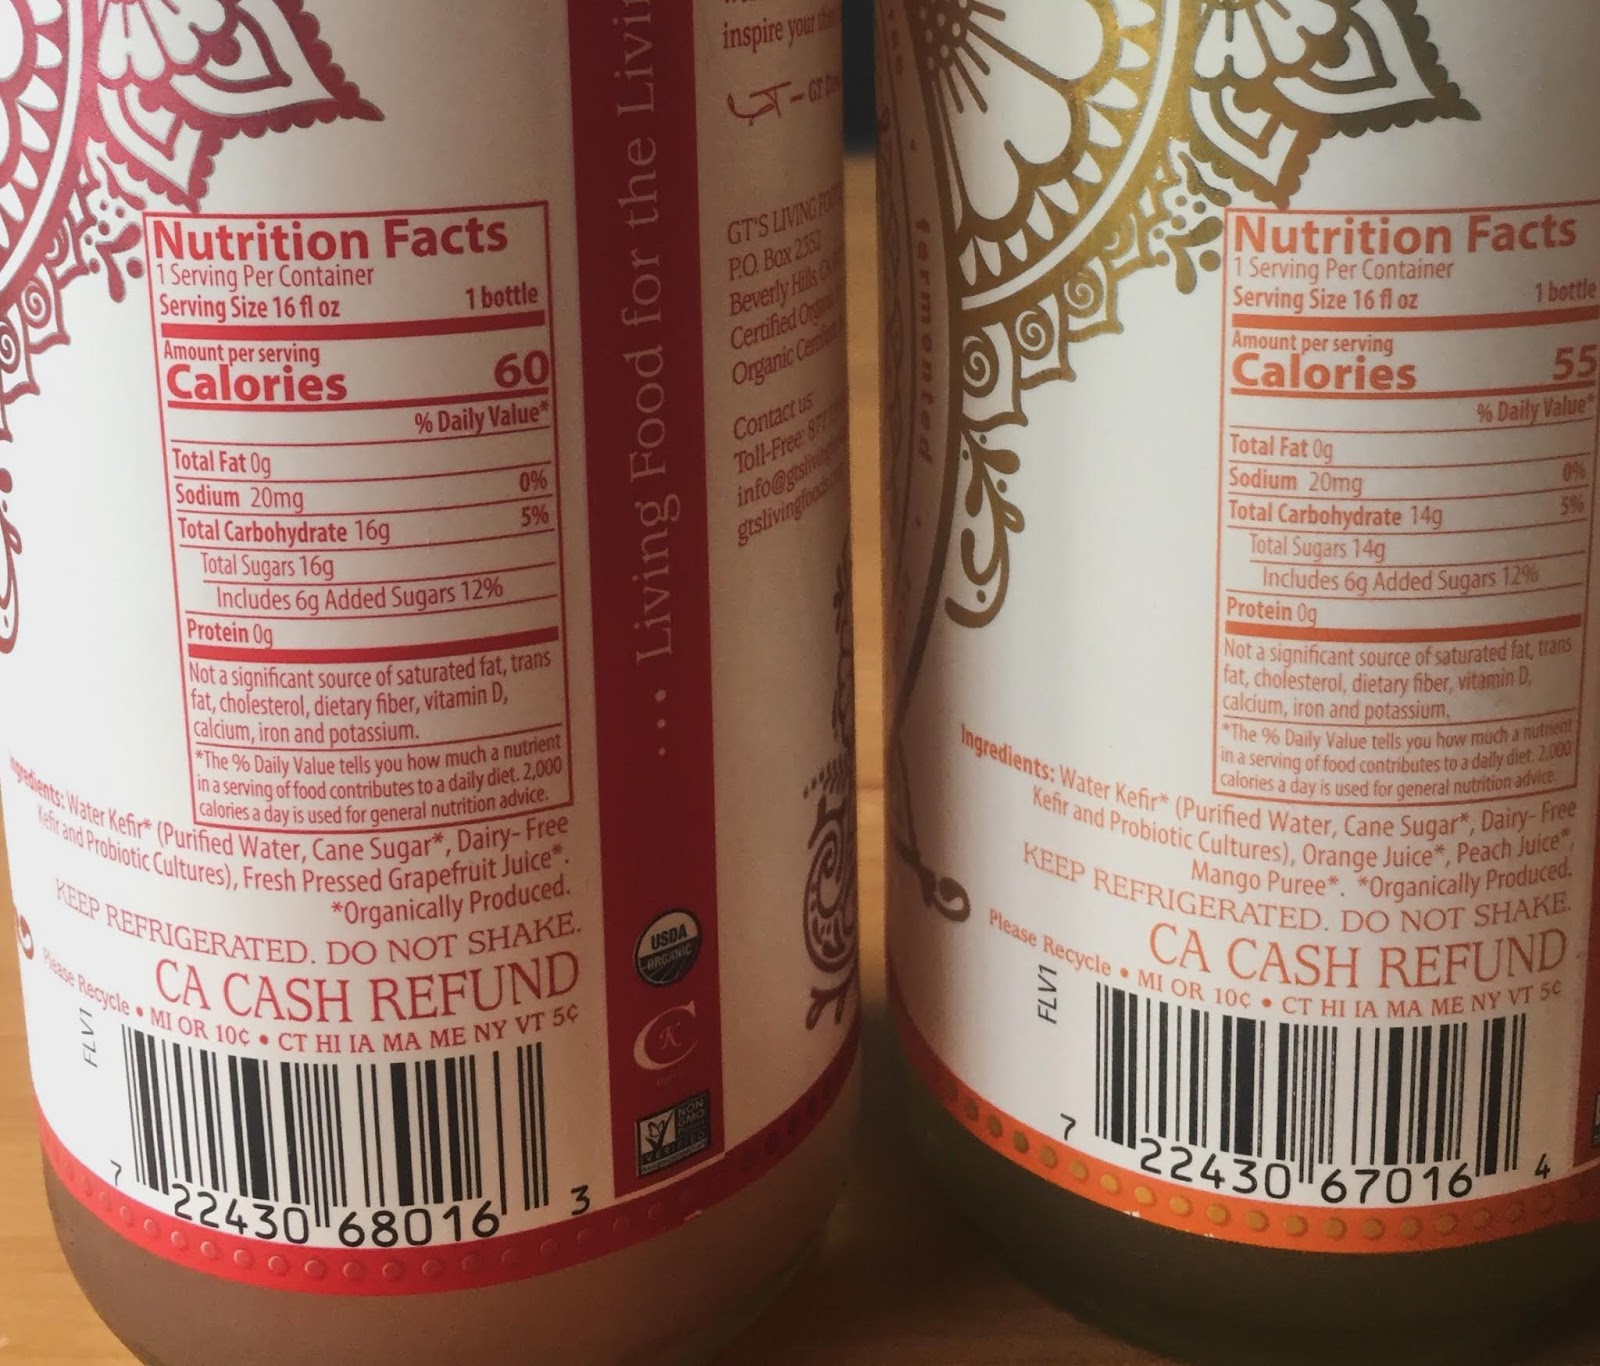 Nutrition Facts
1 Serving Per Container
Serving Size 16 fl oz 1 bottle
Amount per serving
Calories 60
% Daily Value*
Total Fat 0g 0%
Sodium 20mg 5%
Total Carbohydrate 16g
Total Sugars 16g
Includes 6g Added Sugars 12%
Protein 0g
Not a significant source of saturated fat, trans
fat, cholesterol, dietary fiber, vitamin D,
calcium, iron and potassium.
*The % Daily Value tells you how much a nutrient
in a serving of food contributes to a daily diet. 2,000
calories a day is used for general nutrition advice.
Ingredients: Water Kefir* (Purified Water, Cane Sugar*, Dairy- Free
Kefir and Probiotic Cultures), Fresh Pressed Grapefruit Juice*.
*Organically Produced.
KEEP REFRIGERATED. DO NOT SHAKE.
CA CASH REFUND
Please Recycle • MI OR 10¢ • CT HI IA MA ME NY VT 5¢
FLV1
7 22430 68016 3
... Living Food for the
USDA
ORGANIC
K
NON
GMO
VERIFIED
inspire your
– GT
GT'S LIVING
P.O. Box 2352
Beverly Hills,
Certified
Organic
Contact us
Toll-Free: 877
fermented
Nutrition Facts
1 Serving Per Container
Serving Size 16 fl oz 1 bottle
Amount per serving
Calories 55
% Daily Value*
Total Fat 0g 0%
Sodium 20mg 5%
Total Carbohydrate 14g
Total Sugars 14g
Includes 6g Added Sugars 12%
Protein 0g
Not a significant source of saturated fat, trans
fat, cholesterol, dietary fiber, vitamin D,
calcium, iron and potassium.
*The % Daily Value tells you how much a nutrient
in a serving of food contributes to a daily diet. 2,000
calories a day is used for general nutrition advice.
Ingredients: Water Kefir* (Purified Water, Cane Sugar*, Dairy- Free
Kefir and Probiotic Cultures), Orange Juice*, Peach Juice*,
Mango Puree*. *Organically Produced.
KEEP REFRIGERATED. DO NOT SHAKE.
CA CASH REFUND
Please Recycle • MI OR 10¢ • CT HI IA MA ME NY VT 5¢
FLV1
7 22430 67016 4